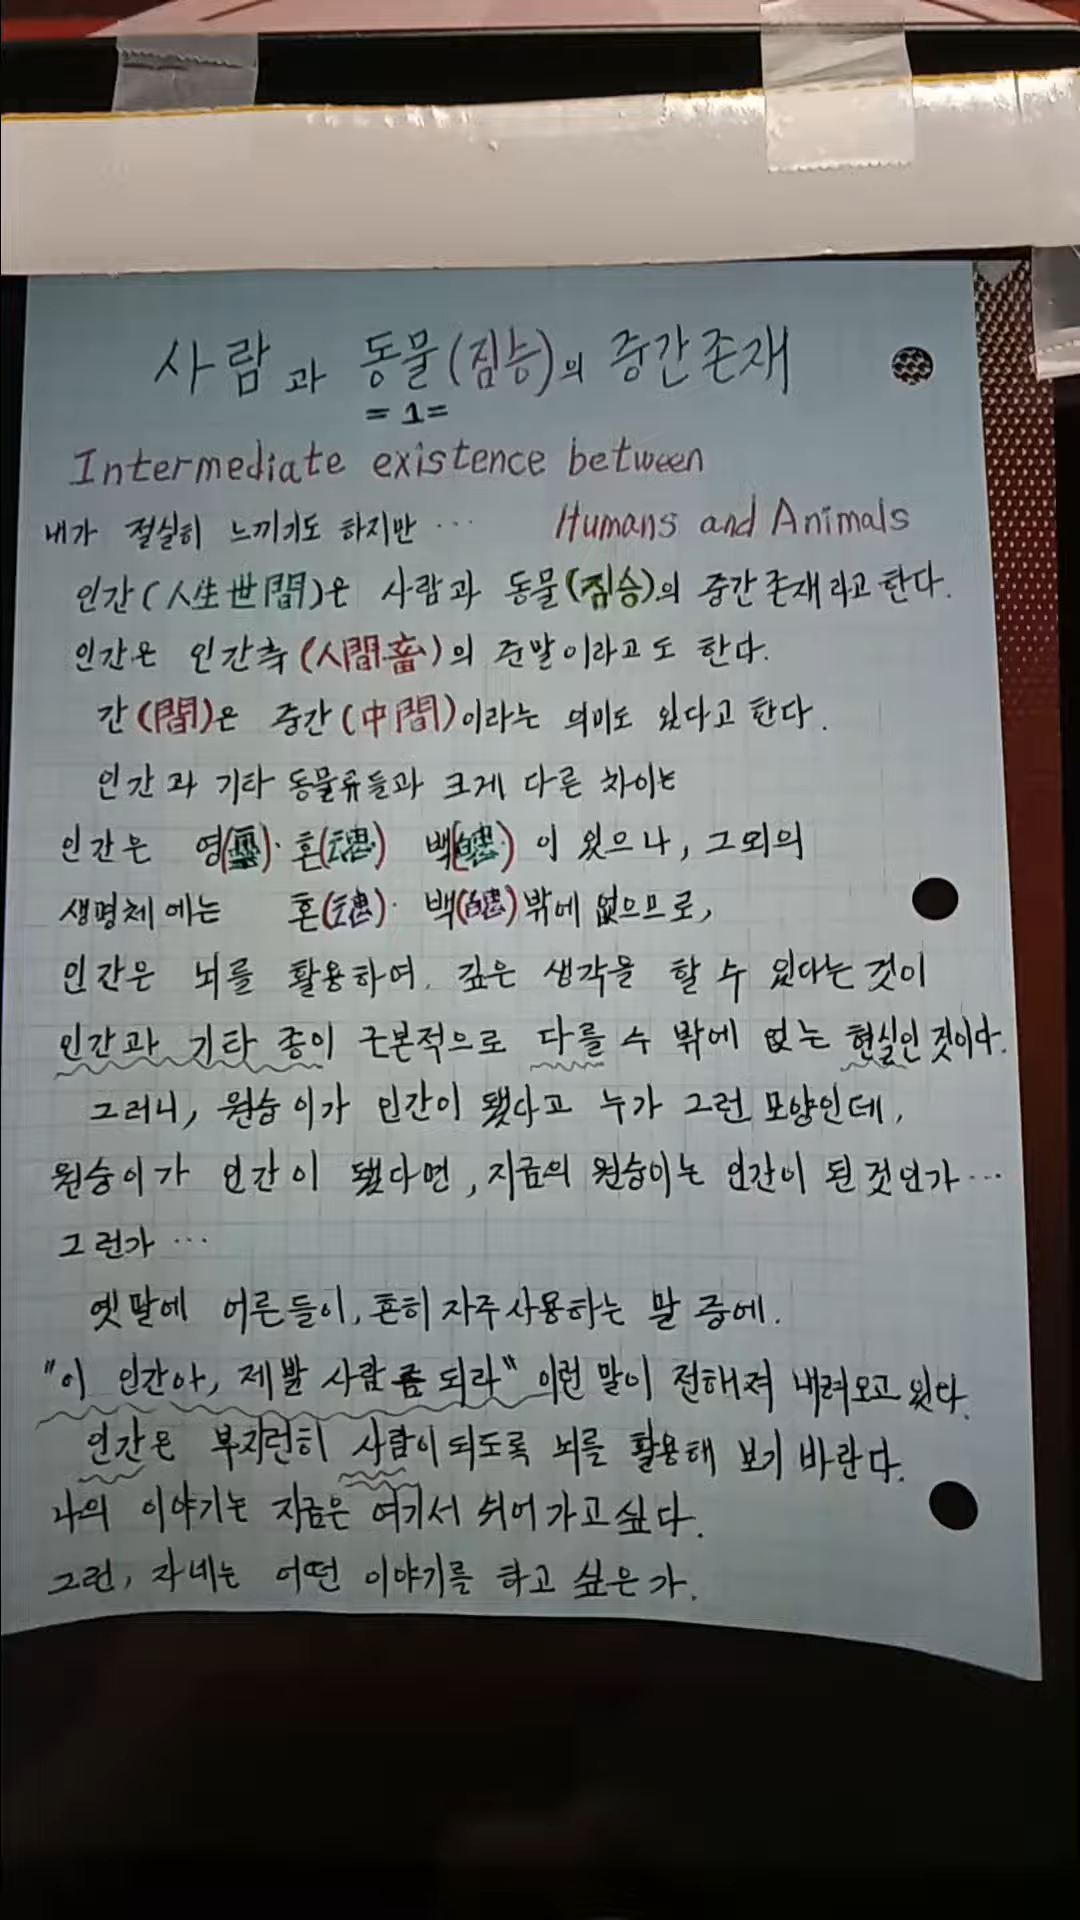 사람과 동물(짐승)의 중간존재
=1=
Intermediate existence between
Humans and Animals
내가 절실히 느끼기도 하지만 ···
인간(人生世間)은 사람과 동물(짐승)의 중간존재라고 한다.
인간은 인간축(人間畜)의 준말이라고도 한다.
간(間)은 중간(中間)이라는 의미도 있다고 한다.
인간과 기타 동물류들과 크게 다른 차이는
인간은 영(靈)·혼( ) 백( )이 있으나, 그외의
생명체에는 혼( )· 백( )밖에 없으므로,
인간은 뇌를 활용하여, 깊은 생각을 할 수 있다는 것이
인간과 기타 종이 근본적으로 다를 수 밖에 없는 현실인 것이다.
그러니, 원숭이가 인간이 됐다고 누가 그런 모양인데,
원숭이가 인간이 됐다면, 지금의 원숭이는 인간이 된 것인가···
그런가 ···
옛말에 어른들이, 흔히 자주 사용하는 말 중에.
"이 인간아, 제발 사람 좀 되라" 이런 말이 전해져 내려오고 있다.
인간은 부지런히 사람이 되도록 뇌를 활용해 보기 바란다.
나의 이야기는 지금은 여기서 쉬어 가고 싶다.
그런, 자네는 어떤 이야기를 하고 싶은가.